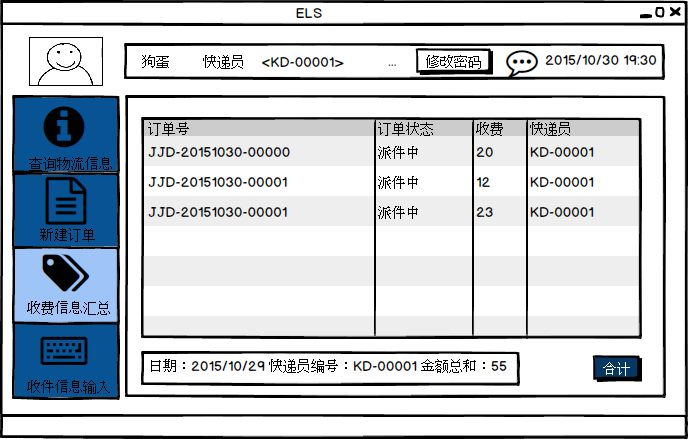 ELS
狗蛋 快递员 <KD-00001> ... 修改密码 2015/10/30 19:30
查询物流信息
新建订单
收费信息汇总
收件信息输入
订单号 订单状态 收费 快递员
JJD-20151030-00000 派件中 20 KD-00001
JJD-20151030-00001 派件中 12 KD-00001
JJD-20151030-00001 派件中 23 KD-00001
日期：2015/10/29 快递员编号：KD-00001 金额总和：55
合计